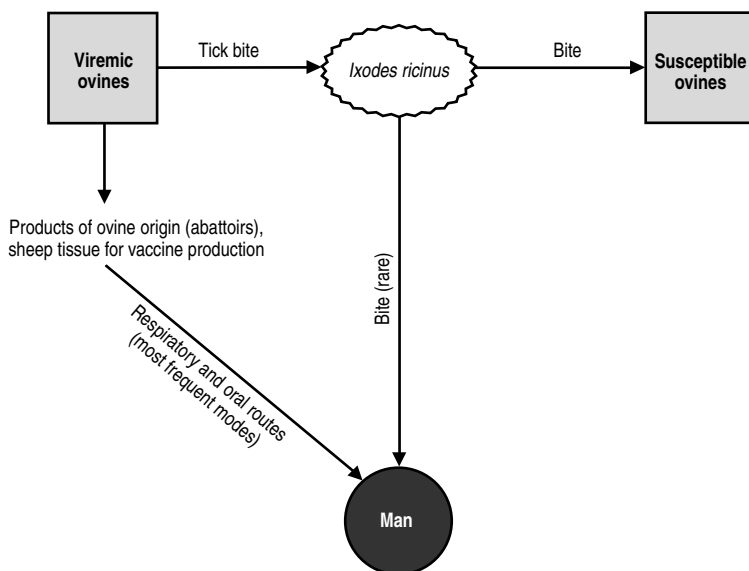 Viremic
ovines
Tick bite
Ixodes ricinus
Bite
Susceptible
ovines
Products of ovine origin (abattoirs),
sheep tissue for vaccine production
Bite (rare)
Respiratory and oral routes
(most frequent modes)
Man